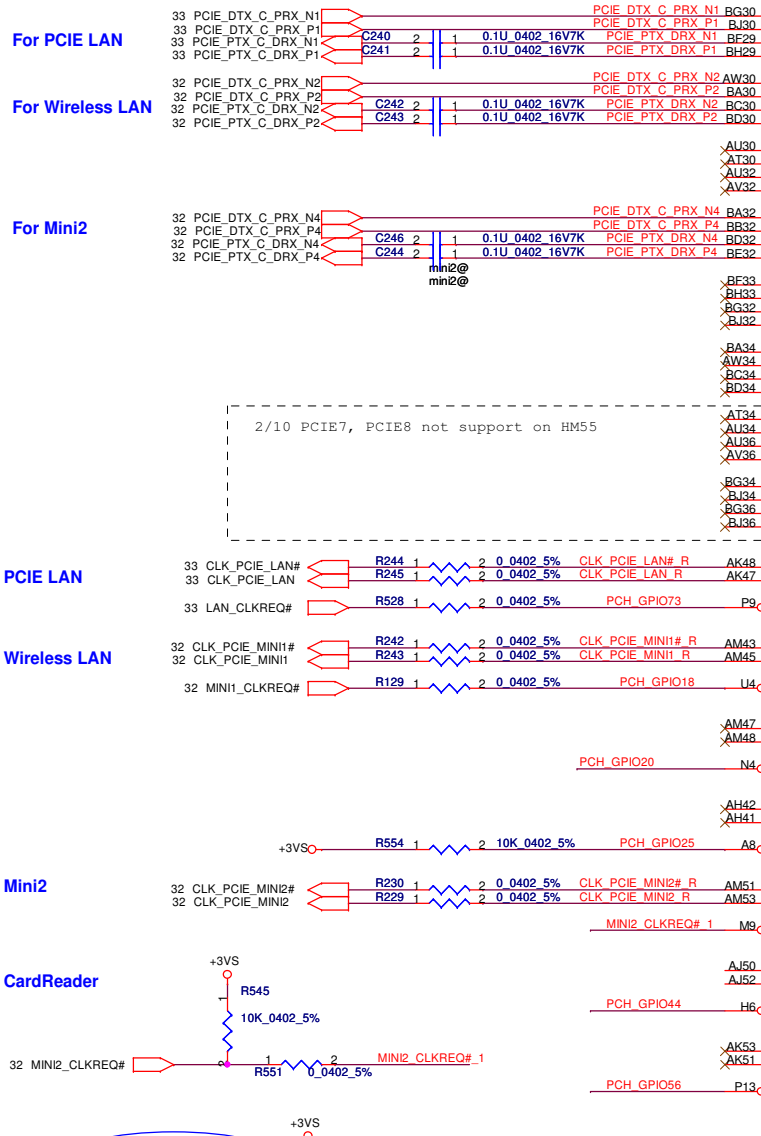 33 PCIE_DTX_C_PRX_N1 PCIE_DTX_C_PRX_N1 BG30
33 PCIE_DTX_C_PRX_P1 PCIE_DTX_C_PRX_P1 BJ30
For PCIE LAN
33 PCIE_PTX_C_DRX_N1 C240 2 1 0.1U_0402_16V7K PCIE_PTX_DRX_N1 BF29
33 PCIE_PTX_C_DRX_P1 C241 2 1 0.1U_0402_16V7K PCIE_PTX_DRX_P1 BH29
32 PCIE_DTX_C_PRX_N2 PCIE_DTX_C_PRX_N2 AW30
32 PCIE_DTX_C_PRX_P2 PCIE_DTX_C_PRX_P2 BA30
For Wireless LAN
32 PCIE_PTX_C_DRX_N2 C242 2 1 0.1U_0402_16V7K PCIE_PTX_DRX_N2 BC30
32 PCIE_PTX_C_DRX_P2 C243 2 1 0.1U_0402_16V7K PCIE_PTX_DRX_P2 BD30
AU30
AT30
AU32
AV32
32 PCIE_DTX_C_PRX_N4 PCIE_DTX_C_PRX_N4 BA32
For Mini2
32 PCIE_DTX_C_PRX_P4 PCIE_DTX_C_PRX_P4 BB32
32 PCIE_PTX_C_DRX_N4 C246 2 1 0.1U_0402_16V7K PCIE_PTX_DRX_N4 BD32
32 PCIE_PTX_C_DRX_P4 C244 2 1 0.1U_0402_16V7K PCIE_PTX_DRX_P4 BE32
mini2@
mini2@
BF33
BH33
BG32
BJ32
BA34
AW34
BC34
BD34
AT34
2/10 PCIE7, PCIE8 not support on HM55
AU34
AU36
AV36
BG34
BJ34
BG36
BJ36
33 CLK_PCIE_LAN# R244 1 2 0_0402_5% CLK_PCIE_LAN#_R AK48
PCIE LAN
33 CLK_PCIE_LAN R245 1 2 0_0402_5% CLK_PCIE_LAN_R AK47
33 LAN_CLKREQ# R528 1 2 0_0402_5% PCH_GPIO73 P9
32 CLK_PCIE_MINI1# R242 1 2 0_0402_5% CLK_PCIE_MINI1#_R AM43
Wireless LAN
32 CLK_PCIE_MINI1 R243 1 2 0_0402_5% CLK_PCIE_MINI1_R AM45
32 MINI1_CLKREQ# R129 1 2 0_0402_5% PCH_GPIO18 U4
AM47
AM48
PCH_GPIO20 N4
AH42
AH41
+3VS R554 1 2 10K_0402_5% PCH_GPIO25 A8
Mini2
32 CLK_PCIE_MINI2# R230 1 2 0_0402_5% CLK_PCIE_MINI2#_R AM51
32 CLK_PCIE_MINI2 R229 1 2 0_0402_5% CLK_PCIE_MINI2_R AM53
MINI2_CLKREQ#_1 M9
+3VS
AJ50
CardReader
AJ52
1 R545
PCH_GPIO44 H6
10K_0402_5%
AK53
32 MINI2_CLKREQ# 2 1 2 MINI2_CLKREQ#_1 AK51
R551 0_0402_5%
PCH_GPIO56 P13
+3VS